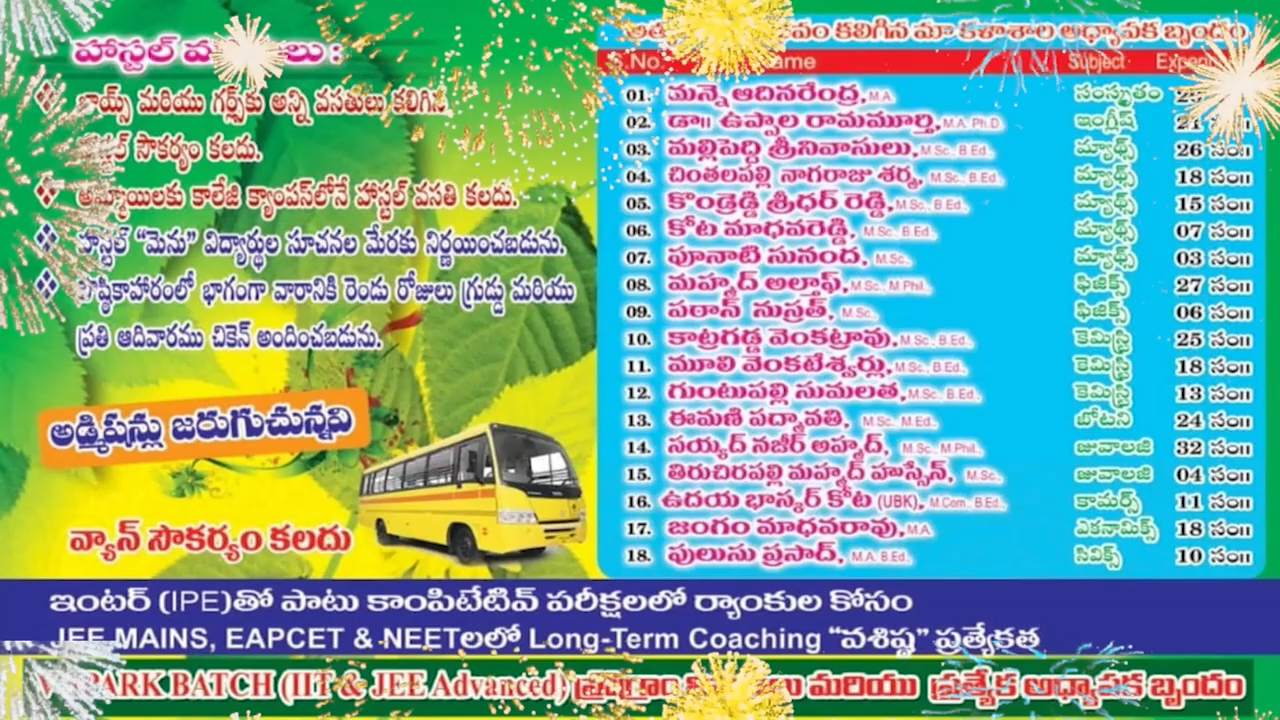 హాస్టల్
బాయ్స్ మరియు గర్ల్స్‌కు అన్ని వసతులు కలిగిన
సౌకర్యం కలదు.
అమ్మాయిలకు కాలేజి క్యాంపస్‌లోనే హాస్టల్ వసతి కలదు.
హాస్టల్ “మెను” విద్యార్థుల సూచనల మేరకు నిర్ణయించబడును.
పౌష్ఠికాహారంలో భాగంగా వారానికి రెండు రోజులు గ్రుడ్డు మరియు
ప్రతి ఆదివారము చికెన్ అందించబడును.
అడ్మిషన్లు జరుగుచున్నవి
వ్యాన్ సౌకర్యం కలదు
కలిగిన మా కళాశాల అధ్యాపక బృందం
S.No. Name Subject
01. మన్నె ఆదినరేంద్ర, M.A. సంస్కృతం
02. డా॥ ఉప్పాల రామమూర్తి, M.A. Ph.D ఇంగ్లీష్ 21 సం॥
03. మల్లిపెద్ది శ్రీనివాసులు, M.Sc., B.Ed., మ్యాథ్స్ 26 సం॥
04. చింతలపల్లి నాగరాజు శర్మ, M.Sc., B.Ed., మ్యాథ్స్ 18 సం॥
05. కొండ్రెడ్డి శ్రీధర్ రెడ్డి, M.Sc., B.Ed., మ్యాథ్స్ 15 సం॥
06. కోట మాధవరెడ్డి, M.Sc., B.Ed., మ్యాథ్స్ 07 సం॥
07. పూనాటి సునంద, M.Sc., మ్యాథ్స్ 03 సం॥
08. మహ్మద్ అల్తాఫ్, M.Sc., M.Phil., ఫిజిక్స్ 27 సం॥
09. పఠాన్ నుస్రత్, M.Sc., ఫిజిక్స్ 06 సం॥
10. కాట్రగడ్డ వెంకట్రావు, M.Sc., B.Ed., కెమిస్ట్రి 25 సం॥
11. మూలి వెంకటేశ్వర్లు, M.Sc., B.Ed., కెమిస్ట్రి 18 సం॥
12. గుంటుపల్లి సుమలత, M.Sc., B.Ed., కెమిస్ట్రి 13 సం॥
13. ఈమణి పద్మావతి, M.Sc., M.Ed., బోటని 24 సం॥
14. సయ్యద్ నజీర్ అహ్మద్, M.Sc., M.Phil., జువాలజి 32 సం॥
15. తిరుచిరపల్లి మహ్మద్ హుస్సేన్, M.Sc., జువాలజి 04 సం॥
16. ఉదయ భాస్కర్ కోట (UBK), M.Com., B.Ed., కామర్స్ 11 సం॥
17. జంగం మాధవరావు, M.A. ఎకనామిక్స్ 18 సం॥
18. పులుసు ప్రసాద్, M.A. B.Ed., సివిక్స్ 10 సం॥
ఇంటర్ (IPE)తో పాటు కాంపిటేటివ్ పరీక్షలలో ర్యాంకుల కోసం
JEE MAINS, EAPCET & NEETలలో Long-Term Coaching “వశిష్ట” ప్రత్యేకత
BATCH (IIT & JEE Advanced) మరియు ప్రత్యేక అధ్యాపక బృందం